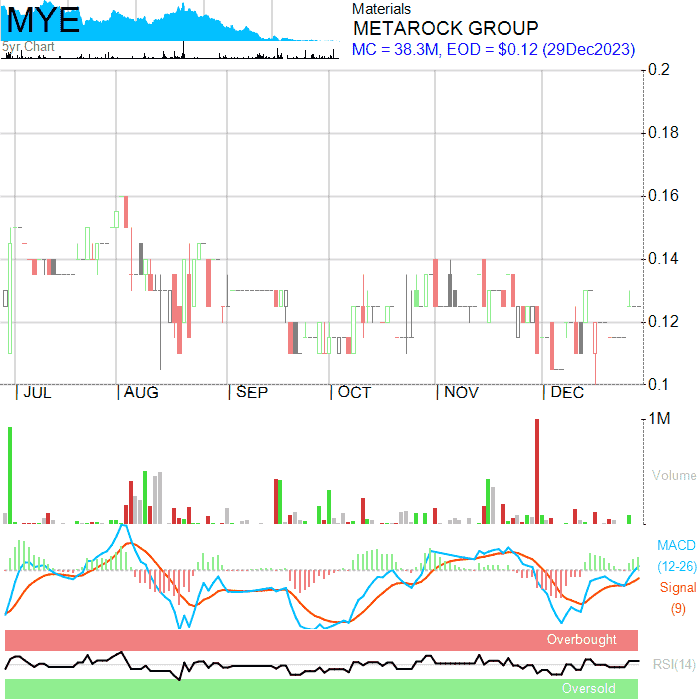 MYE
5yr Chart
Materials
METAROCK GROUP
MC = 38.3M, EOD = $0.12 (29Dec2023)
0.2
0.18
0.16
0.14
0.12
0.1
JUL AUG SEP OCT NOV DEC
1M
Volume
MACD
(12-26)
Signal
(9)
Overbought
RSI(14)
Oversold